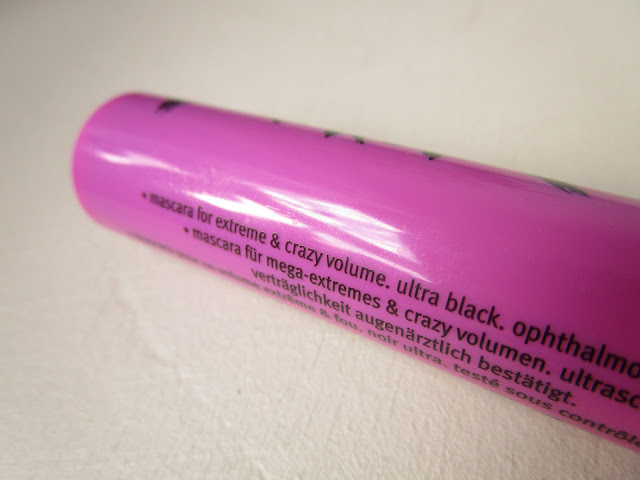 • mascara for extreme & crazy volume. ultra black. ophthalmo
• mascara für mega-extremes & crazy volumen. ultrasc
verträglichkeit augenärztlich bestätigt.
volume extrême & fou. noir ultra. testé sous contrôle